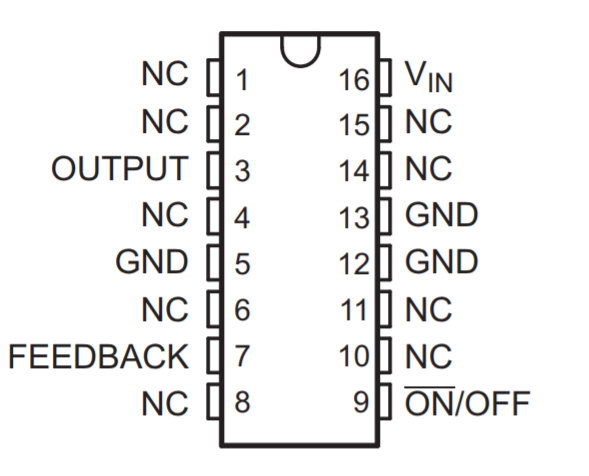 NC 1 16 VIN
NC 2 15 NC
OUTPUT 3 14 NC
NC 4 13 GND
GND 5 12 GND
NC 6 11 NC
FEEDBACK 7 10 NC
NC 8 9 O̅N̅/OFF